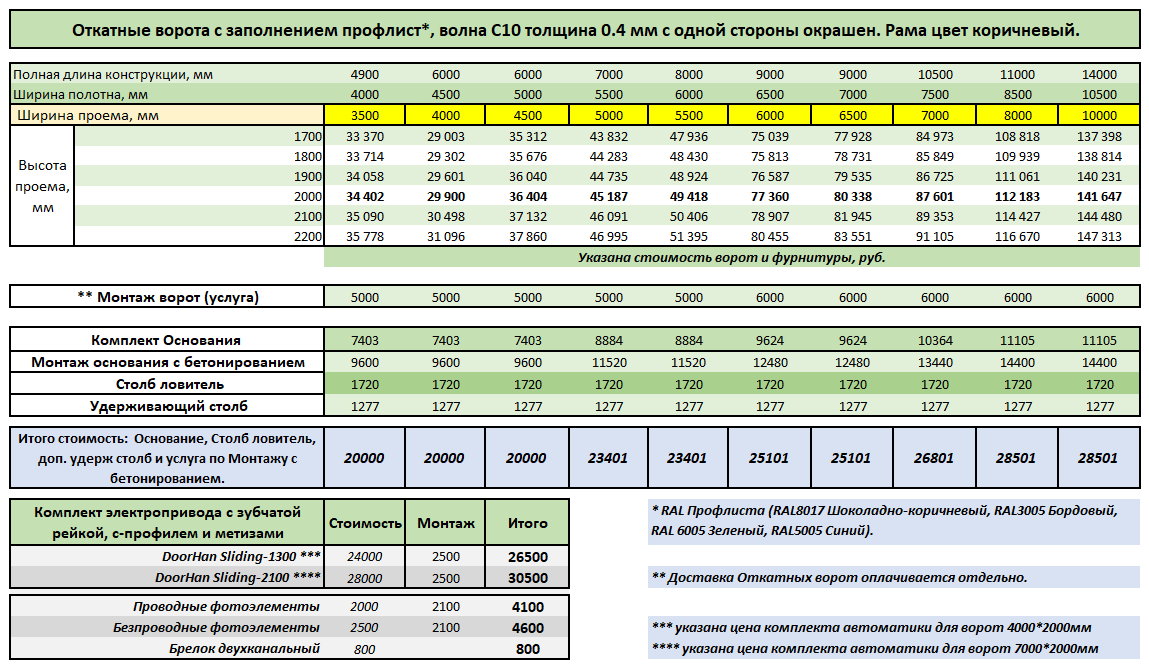 Откатные ворота с заполнением профлист*, волна С10 толщина 0.4 мм с одной стороны окрашен. Рама цвет коричневый.
Полная длина конструкции, мм 4900 6000 6000 7000 8000 9000 9000 10500 11000 14000
Ширина полотна, мм 4000 4500 5000 5500 6000 6500 7000 7500 8500 10500
Ширина проема, мм 3500 4000 4500 5000 5500 6000 6500 7000 8000 10000
Высота проема, мм
1700 33 370 29 003 35 312 43 832 47 936 75 039 77 928 84 973 108 818 137 398
1800 33 714 29 302 35 676 44 283 48 430 75 813 78 731 85 849 109 939 138 814
1900 34 058 29 601 36 040 44 735 48 924 76 587 79 535 86 725 111 061 140 231
2000 34 402 29 900 36 404 45 187 49 418 77 360 80 338 87 601 112 183 141 647
2100 35 090 30 498 37 132 46 091 50 406 78 907 81 945 89 353 114 427 144 480
2200 35 778 31 096 37 860 46 995 51 395 80 455 83 551 91 105 116 670 147 313
Указана стоимость ворот и фурнитуры, руб.
** Монтаж ворот (услуга) 5000 5000 5000 5000 5000 6000 6000 6000 6000 6000
Комплект Основания 7403 7403 7403 8884 8884 9624 9624 10364 11105 11105
Монтаж основания с бетонированием 9600 9600 9600 11520 11520 12480 12480 13440 14400 14400
Столб ловитель 1720 1720 1720 1720 1720 1720 1720 1720 1720 1720
Удерживающий столб 1277 1277 1277 1277 1277 1277 1277 1277 1277 1277
Итого стоимость: Основание, Столб ловитель,
доп. удерж столб и услуга по Монтажу с
бетонированием.
20000 20000 20000 23401 23401 25101 25101 26801 28501 28501
Комплект электропривода с зубчатой
рейкой, с-профилем и метизами
Стоимость Монтаж Итого
DoorHan Sliding-1300 *** 24000 2500 26500
DoorHan Sliding-2100 **** 28000 2500 30500
Проводные фотоэлементы 2000 2100 4100
Безпроводные фотоэлементы 2500 2100 4600
Брелок двухканальный 800 800
* RAL Профлиста (RAL8017 Шоколадно-коричневый, RAL3005 Бордовый,
RAL 6005 Зеленый, RAL5005 Синий).
** Доставка Откатных ворот оплачивается отдельно.
*** указана цена комплекта автоматики для ворот 4000*2000мм
**** указана цена комплекта автоматики для ворот 7000*2000мм